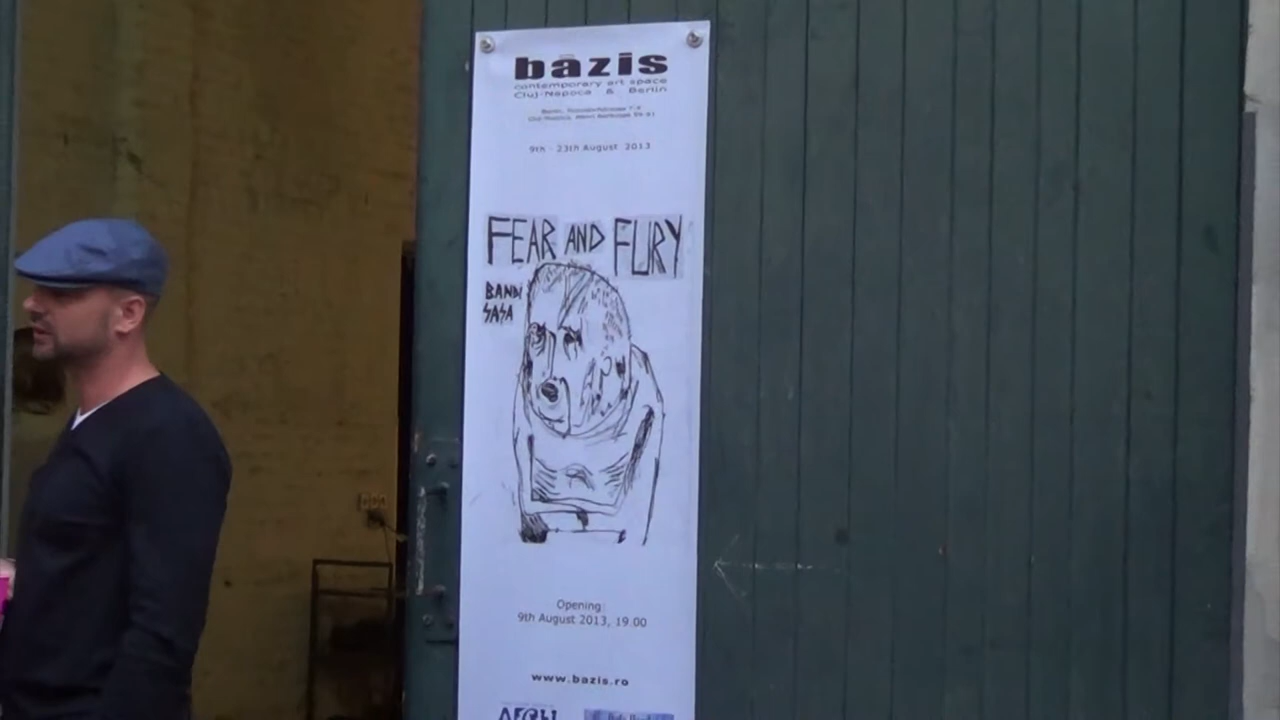 bázis
contemporary art space
Cluj-Napoca & Berlin
9th - 23th August 2013
FEAR AND FURY
BANDI
SASA
Opening:
9th August 2013, 19.00
www.bazis.ro